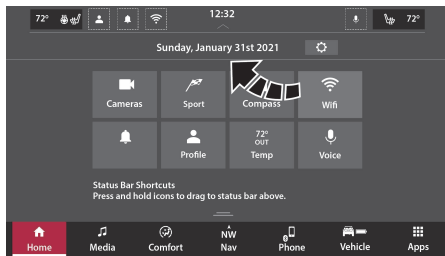 72° 12:32 72°
Sunday, January 31st 2021
Cameras Sport Compass Wifi
Profile 72° OUT Temp Voice
Status Bar Shortcuts
Press and hold icons to drag to status bar above.
NW
Home Media Comfort Nav Phone Vehicle Apps